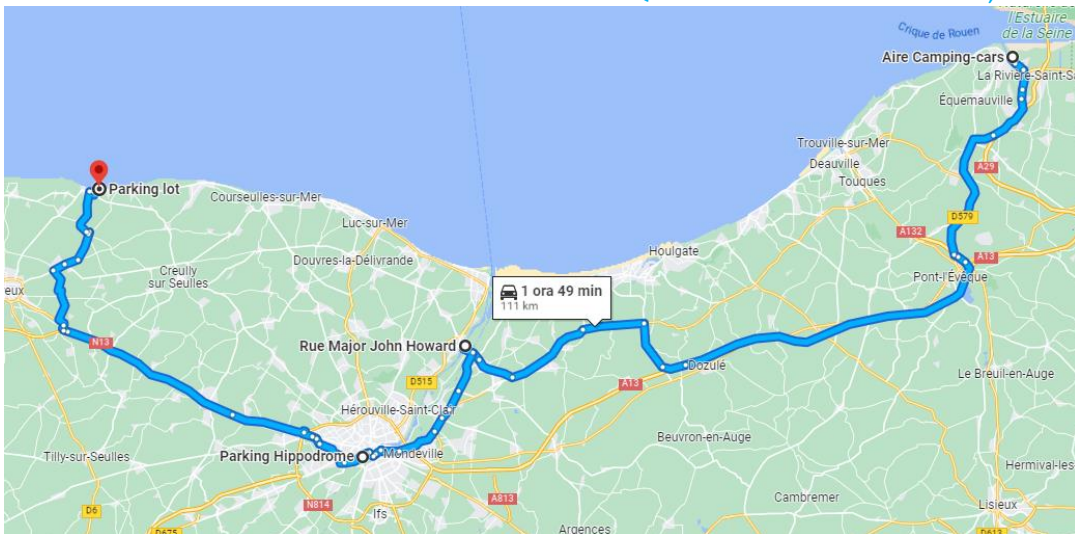 l'Estuaire
de la Seine
Crique de Rouen
Aire Camping-cars
La Rivière-Saint-Sa
Équemauville
Trouville-sur-Mer
Deauville
Touques
A29
Parking lot
Courseulles-sur-Mer
Luc-sur-Mer
D579
A132
A13
Houlgate
Douvres-la-Délivrande
Creully
sur Seulles
Pont-l'Évêque
eux
1 ora 49 min
111 km
N13
Rue Major John Howard
Dozulé
D515
A13
Le Breuil-en-Auge
Hérouville-Saint-Clair
Beuvron-en-Auge
Tilly-sur-Seulles
Parking Hippodrome
Mondeville
Hermival-les-
A813
Cambremer
N814
Ifs
D6
Lisieux
Argences
D675
D613